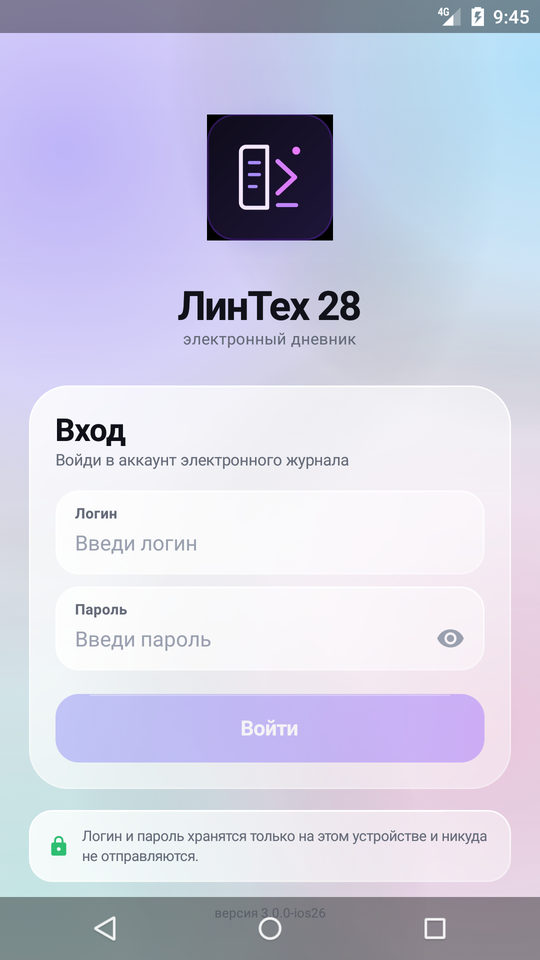 4G 9:45
ЛинТех 28
электронный дневник
Вход
Войди в аккаунт электронного журнала
Логин
Введи логин
Пароль
Введи пароль
Войти
Логин и пароль хранятся только на этом устройстве и никуда
не отправляются.
версия 3.0.0-ios26